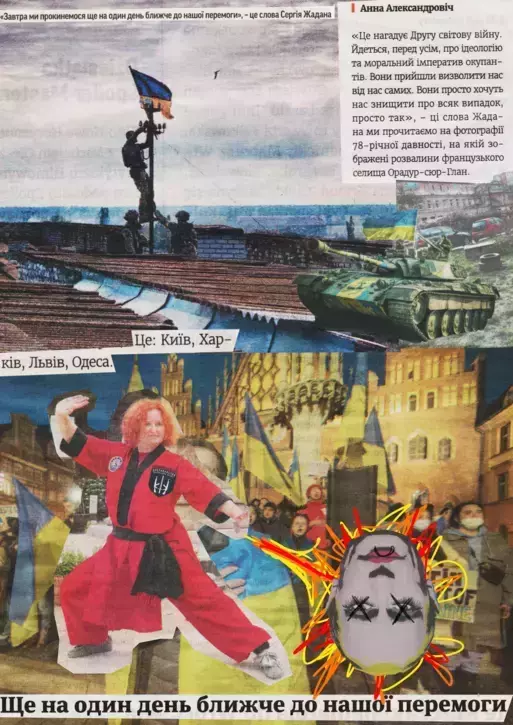 «Завтра ми прокинемося ще на один день ближче до нашої перемоги», – це слова Сергія Жадана
Анна Александровіч
«Це нагадує Другу світову війну.
Йдеться, перед усім, про ідеологію
та моральний імператив окупан-
тів. Вони прийшли визволити нас
від нас самих. Вони просто хочуть
нас знищити про всяк випадок,
просто так», – ці слова Жада-
на ми прочитаємо на фотографії
78-річної давності, на якій зо-
бражені розвалини французького
селища Орадур-сюр-Глан.
Це: Київ, Хар-
ків, Львів, Одеса.
Ще на один день ближче до нашої перемоги